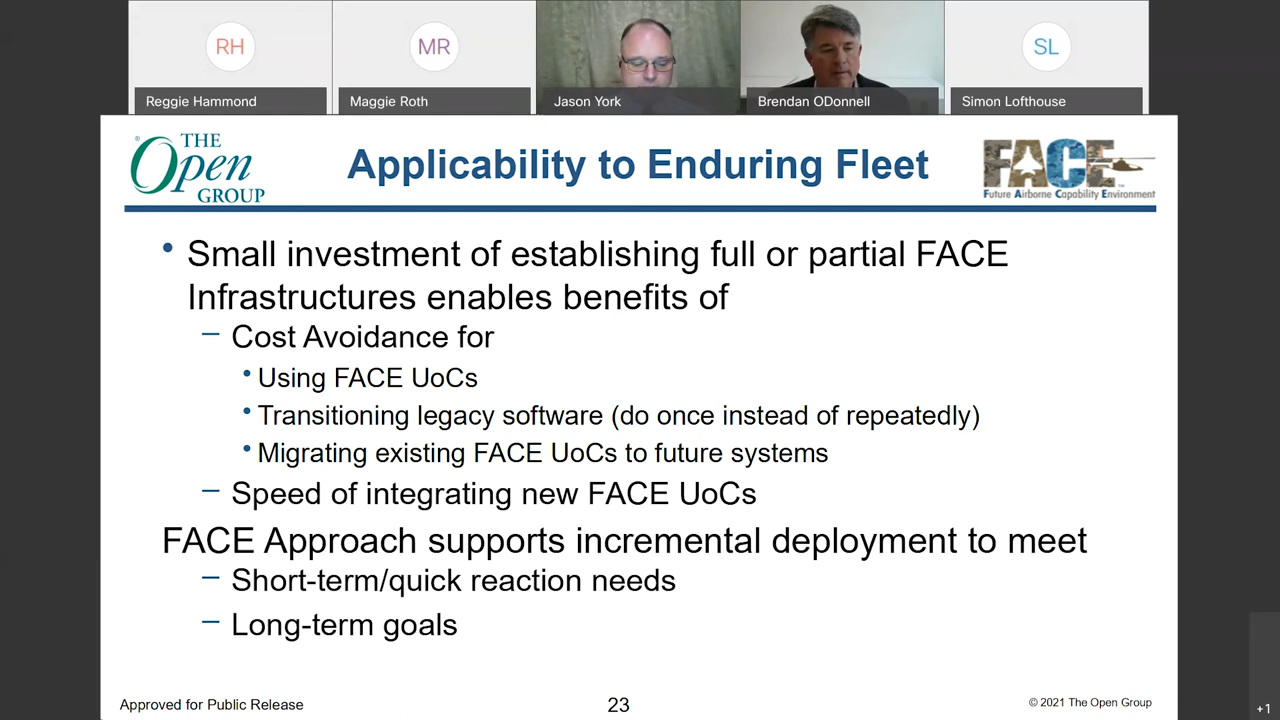 RH
MR
SL
Reggie Hammond
Maggie Roth
Jason York
Brendan ODonnell
Simon Lofthouse
® THE
Open
GROUP
Applicability to Enduring Fleet
FACE™
Future Airborne Capability Environment
• Small investment of establishing full or partial FACE
Infrastructures enables benefits of
– Cost Avoidance for
• Using FACE UoCs
• Transitioning legacy software (do once instead of repeatedly)
• Migrating existing FACE UoCs to future systems
– Speed of integrating new FACE UoCs
FACE Approach supports incremental deployment to meet
– Short-term/quick reaction needs
– Long-term goals
Approved for Public Release
23
© 2021 The Open Group
+1